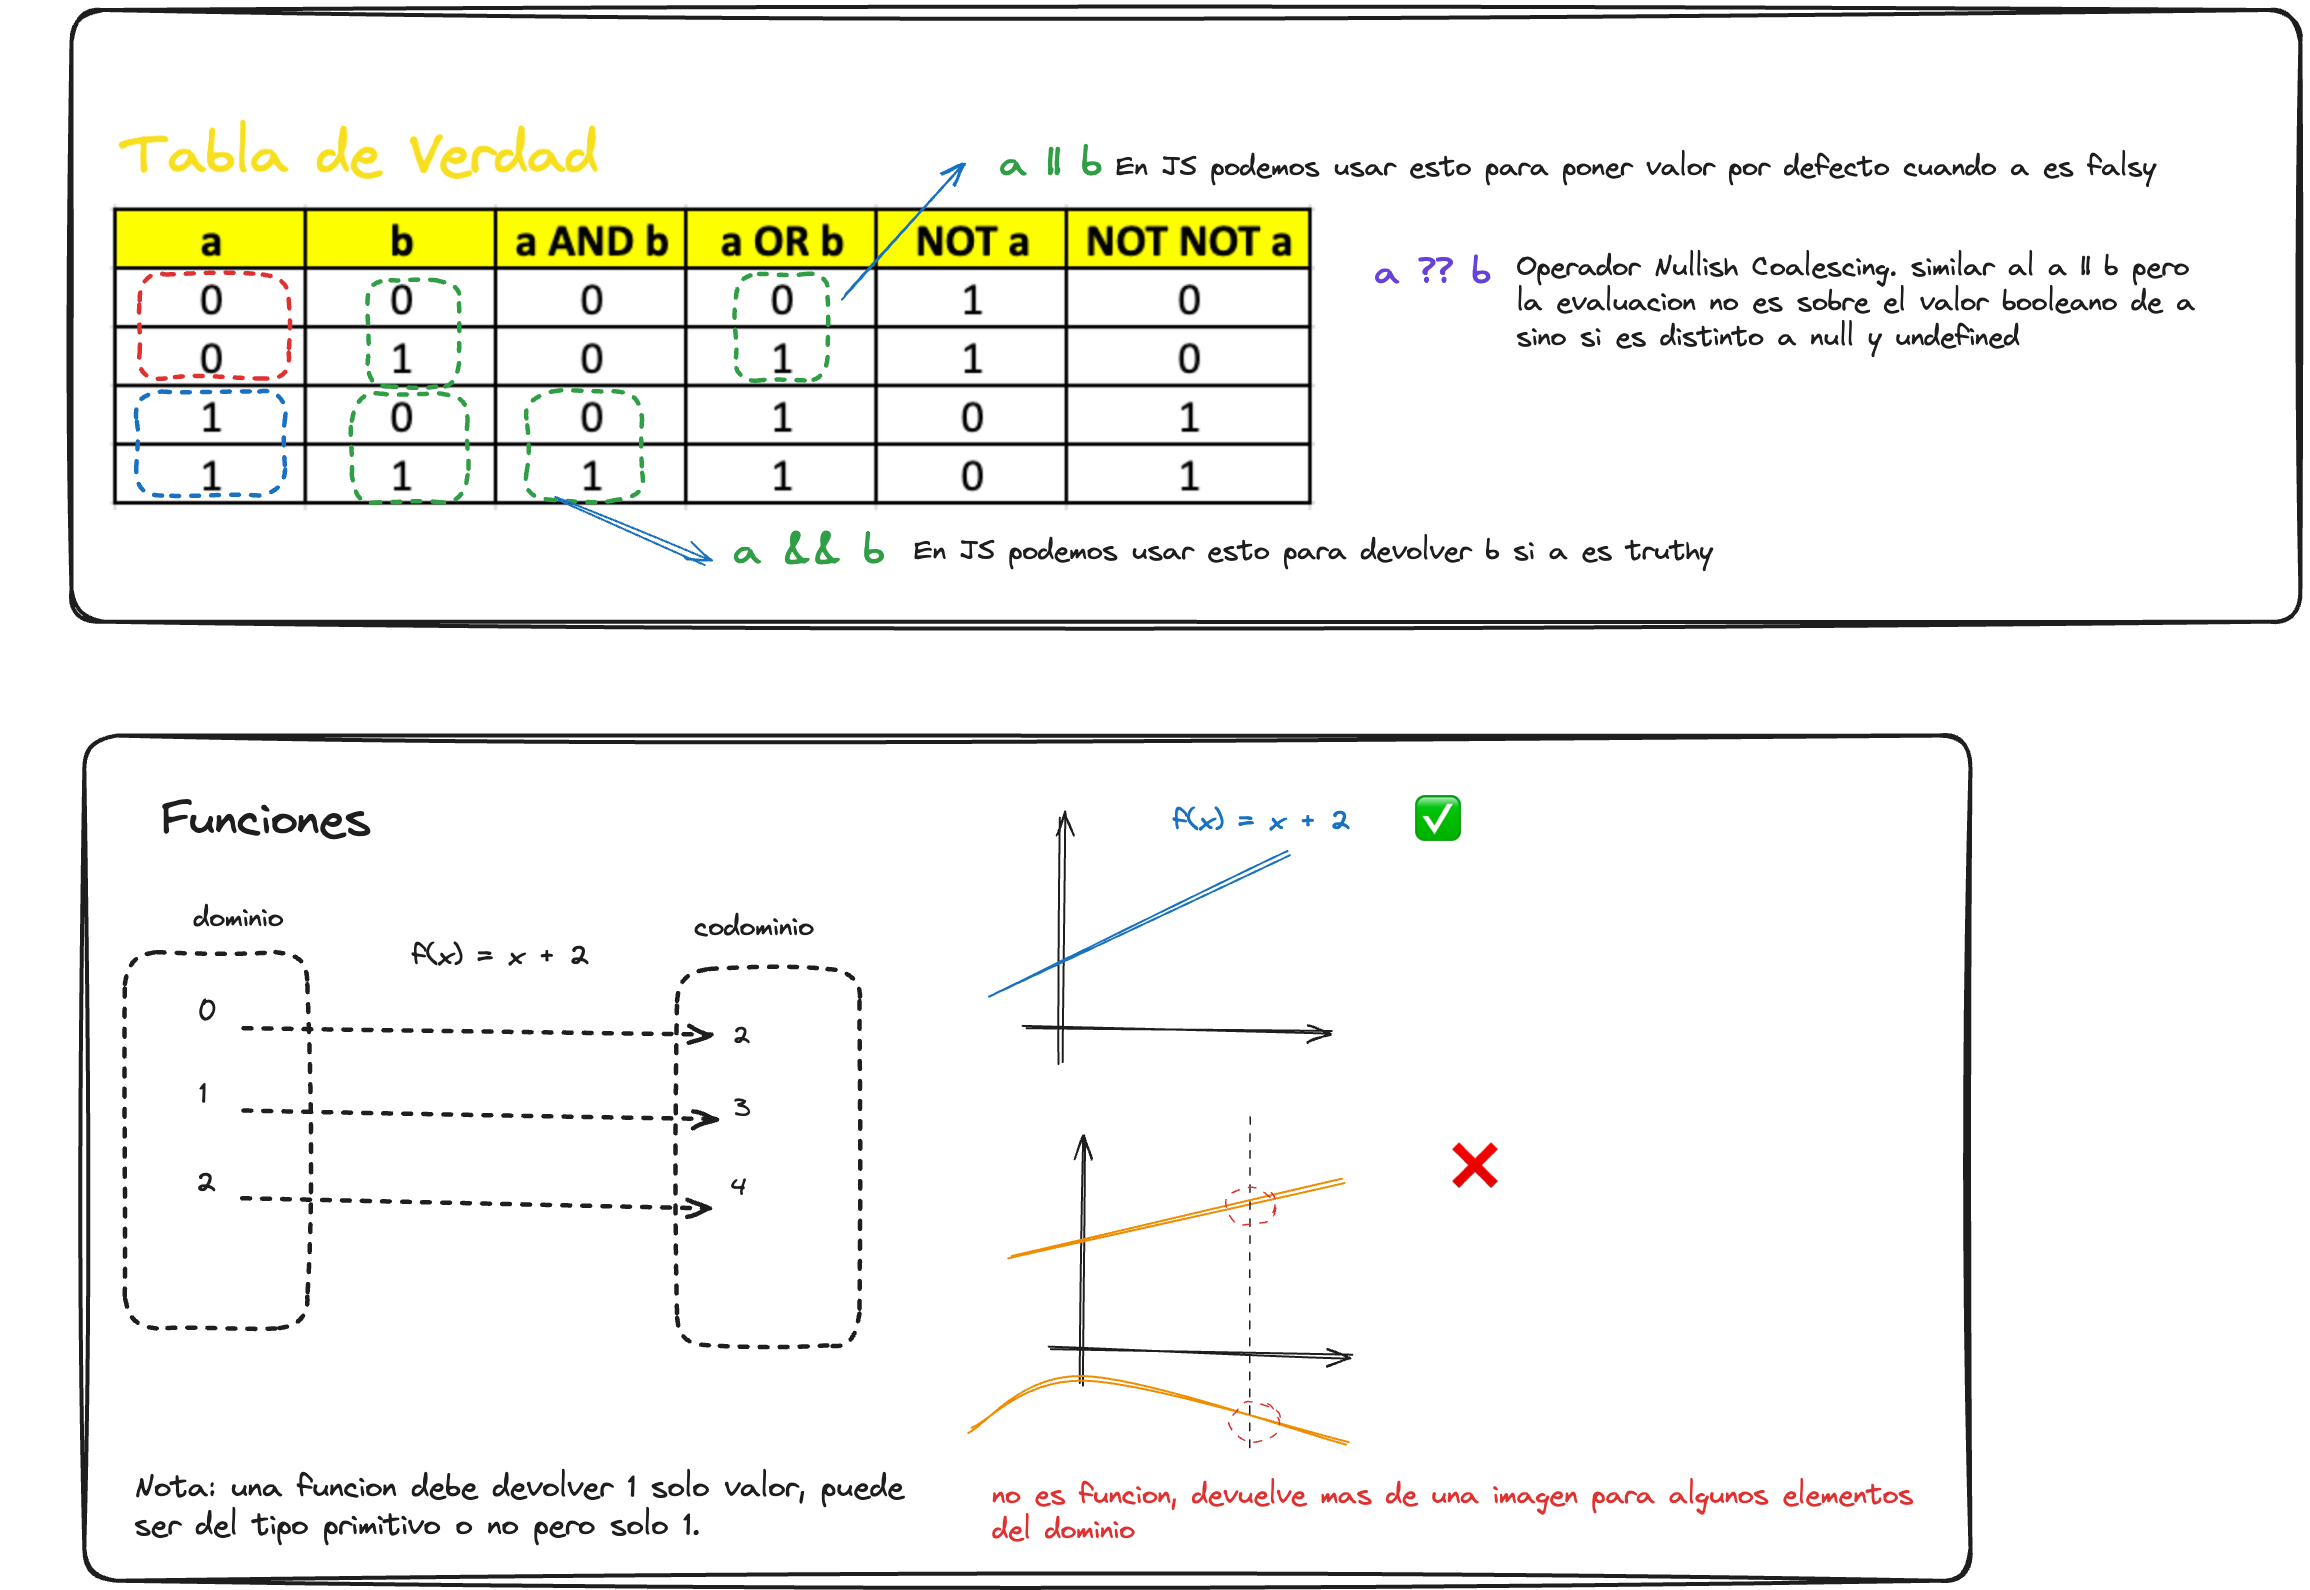 Tabla de Verdad
a || b En JS podemos usar esto para poner valor por defecto cuando a es falsy
a b a AND b a OR b NOT a NOT NOT a
0 0 0 0 1 0
0 1 0 1 1 0
1 0 0 1 0 1
1 1 1 1 0 1
a ?? b Operador Nullish Coalescing. similar al a || b pero
la evaluacion no es sobre el valor booleano de a
sino si es distinto a null y undefined
a && b En JS podemos usar esto para devolver b si a es truthy
Funciones
dominio
f(x) = x + 2
codominio
0
2
1
3
2
4
Nota: una funcion debe devolver 1 solo valor, puede
ser del tipo primitivo o no pero solo 1.
f(x) = x + 2
no es funcion, devuelve mas de una imagen para algunos elementos
del dominio